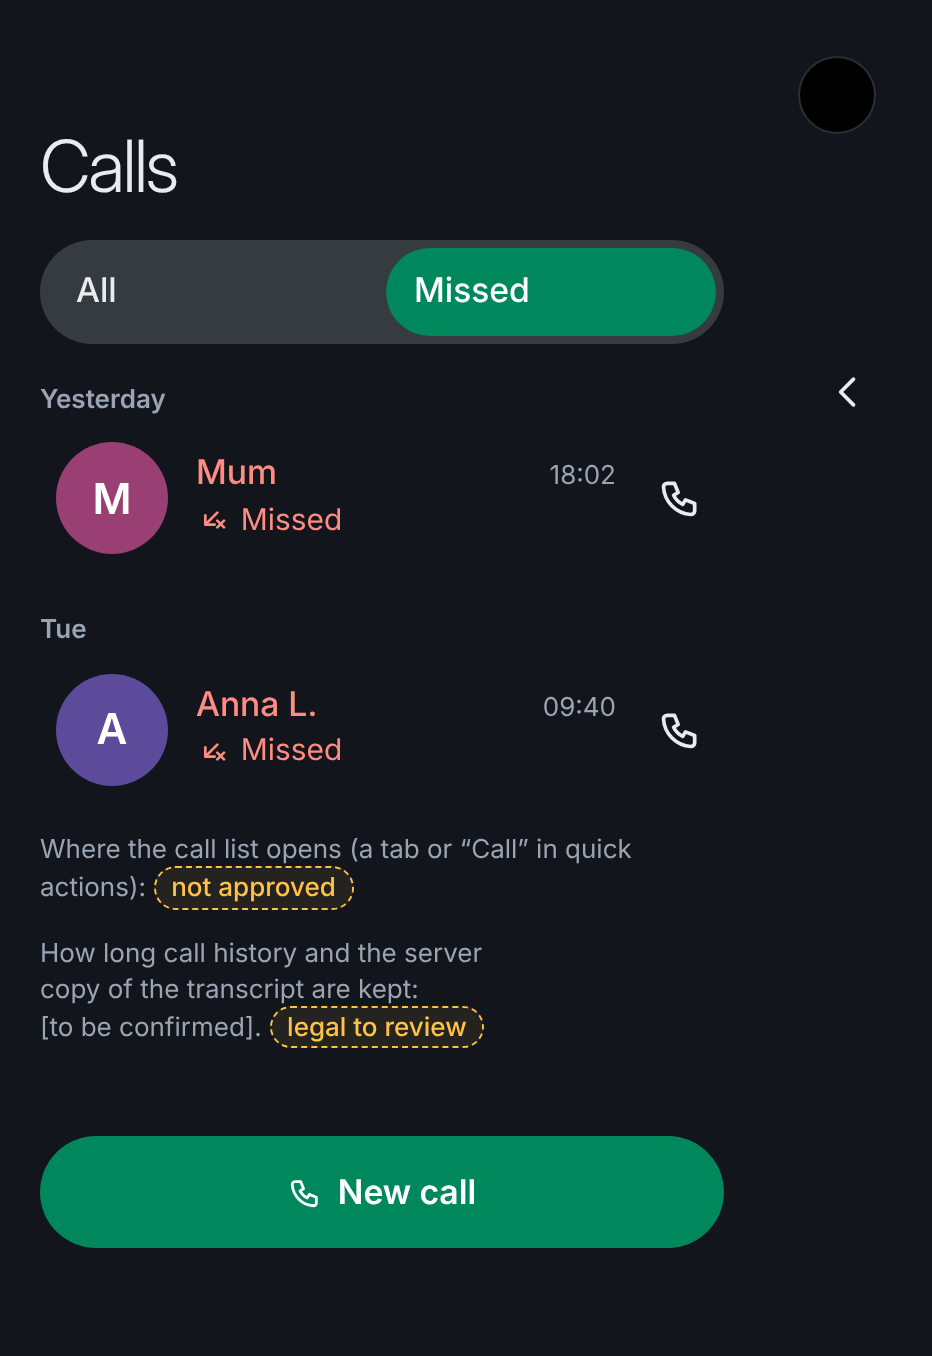 Calls
All Missed
Yesterday
M
Mum 18:02
Missed
Tue
A
Anna L. 09:40
Missed
Where the call list opens (a tab or “Call” in quick
actions): not approved
How long call history and the server
copy of the transcript are kept:
[to be confirmed]. legal to review
New call